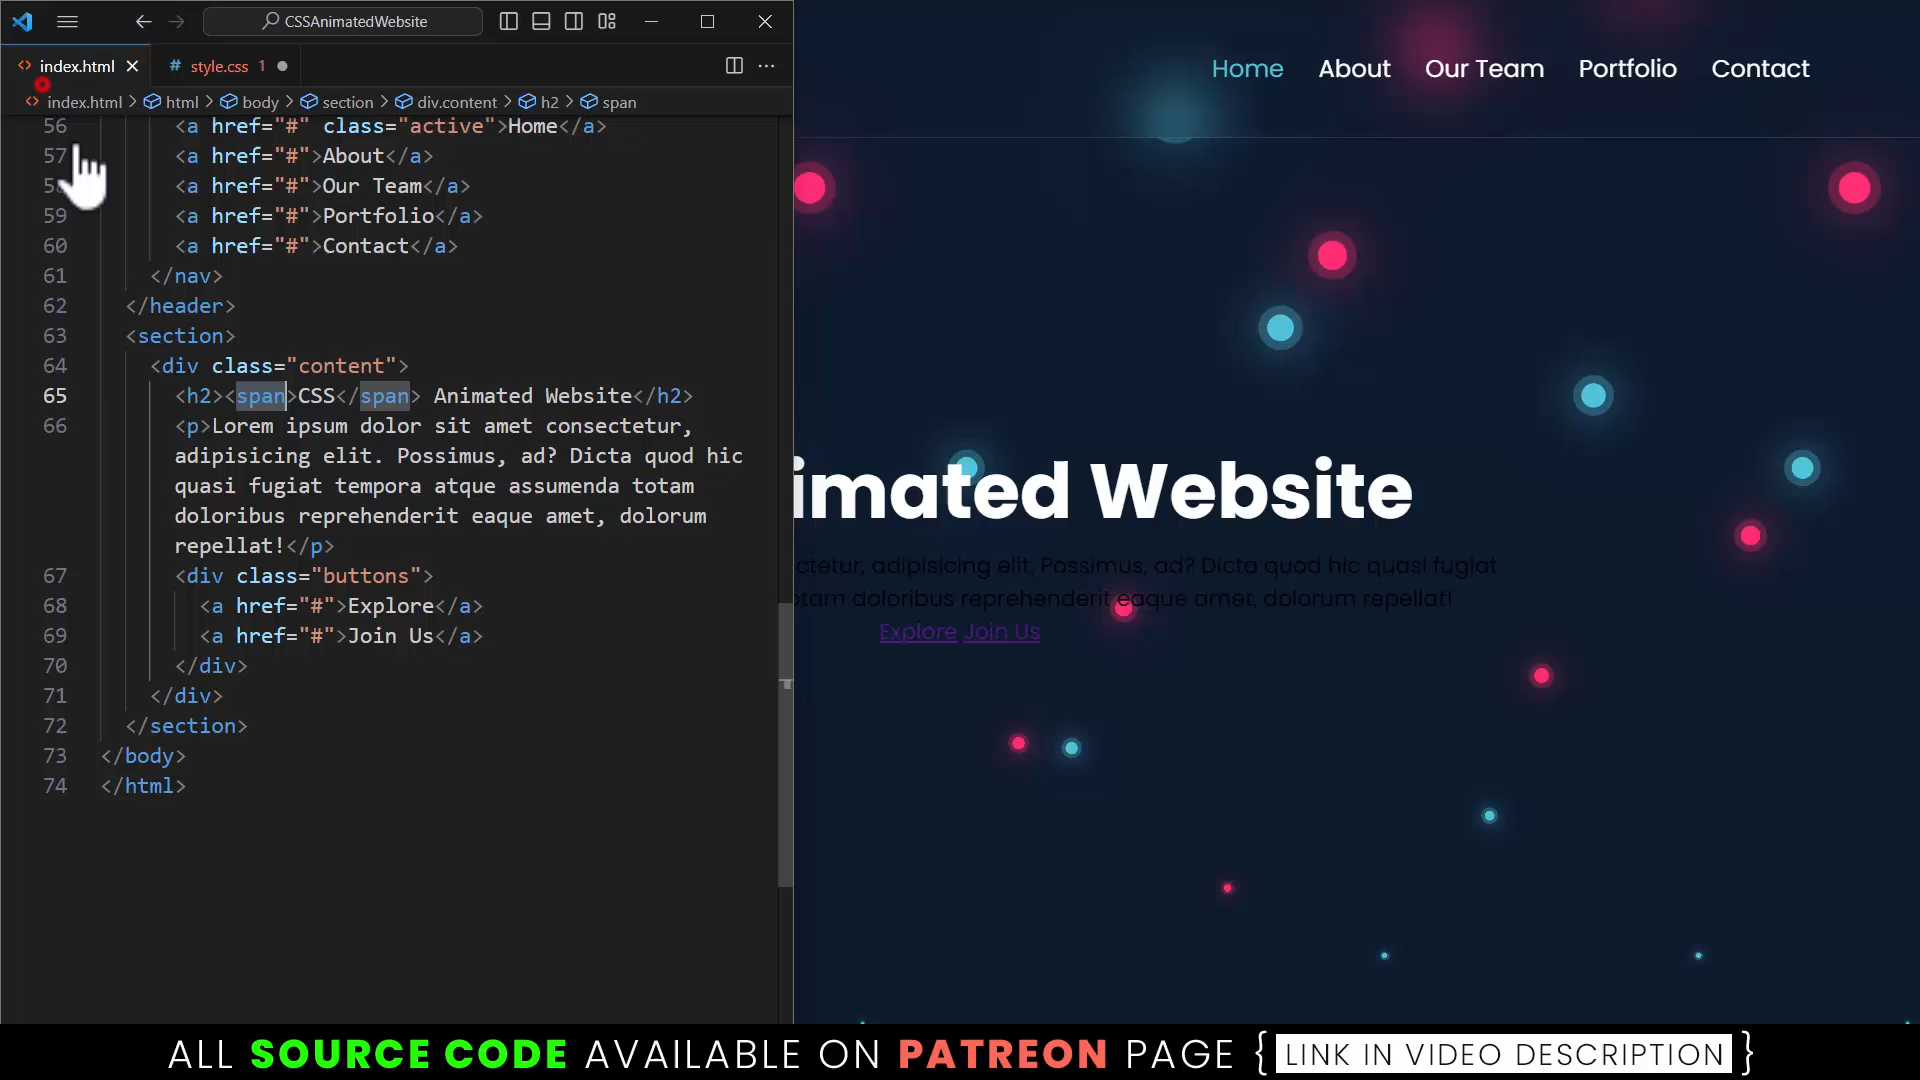 CSSAnimatedWebsite
index.html
# style.css 1
index.html > html > body > section > div.content > h2 > span
56 <a href="#" class="active">Home</a>
57 <a href="#">About</a>
58 <a href="#">Our Team</a>
59 <a href="#">Portfolio</a>
60 <a href="#">Contact</a>
61 </nav>
62 </header>
63 <section>
64 <div class="content">
65 <h2><span>CSS</span> Animated Website</h2>
66 <p>Lorem ipsum dolor sit amet consectetur,
adipisicing elit. Possimus, ad? Dicta quod hic
quasi fugiat tempora atque assumenda totam
doloribus reprehenderit eaque amet, dolorum
repellat!</p>
67 <div class="buttons">
68 <a href="#">Explore</a>
69 <a href="#">Join Us</a>
70 </div>
71 </div>
72 </section>
73 </body>
74 </html>
Home About Our Team Portfolio Contact
imated Website
ctetur, adipisicing elit. Possimus, ad? Dicta quod hic quasi fugiat
otam doloribus reprehenderit eaque amet, dolorum repellat!
Explore Join Us
ALL SOURCE CODE AVAILABLE ON PATREON PAGE { LINK IN VIDEO DESCRIPTION }